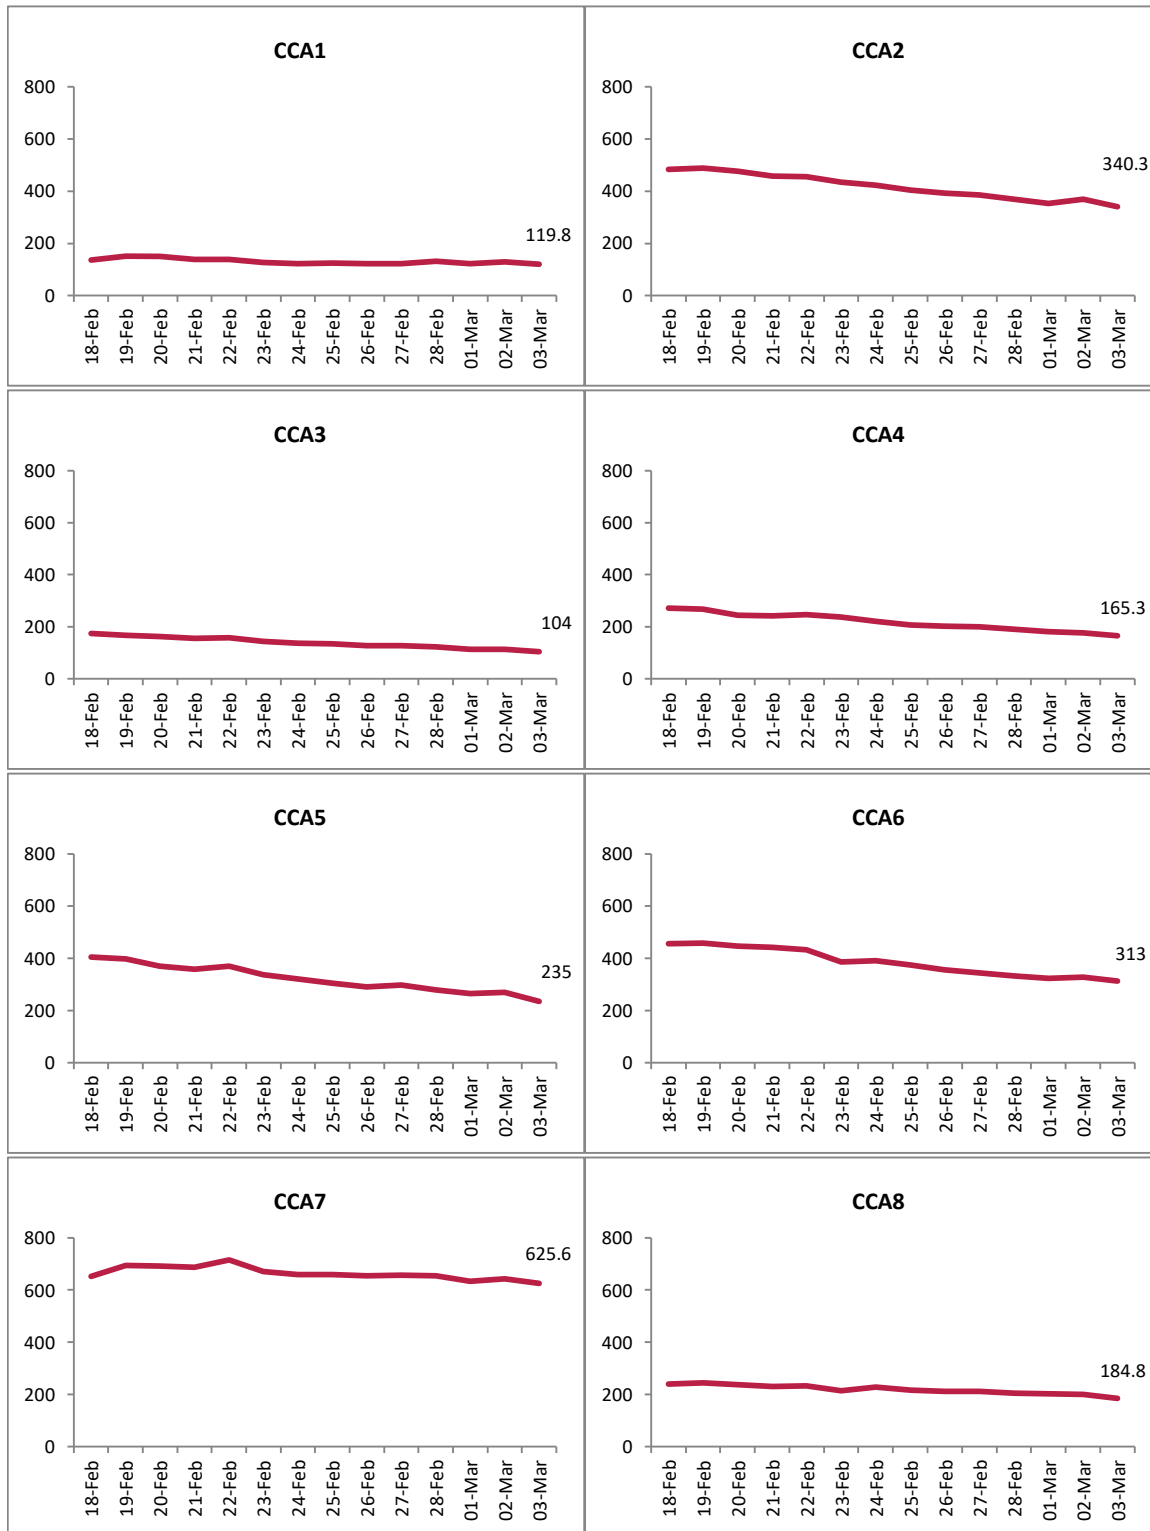 CCA1
800
600
400
200
0
119.8
18-Feb
19-Feb
20-Feb
21-Feb
22-Feb
23-Feb
24-Feb
25-Feb
26-Feb
27-Feb
28-Feb
01-Mar
02-Mar
03-Mar
CCA2
800
600
400
200
0
340.3
18-Feb
19-Feb
20-Feb
21-Feb
22-Feb
23-Feb
24-Feb
25-Feb
26-Feb
27-Feb
28-Feb
01-Mar
02-Mar
03-Mar
CCA3
800
600
400
200
0
104
18-Feb
19-Feb
20-Feb
21-Feb
22-Feb
23-Feb
24-Feb
25-Feb
26-Feb
27-Feb
28-Feb
01-Mar
02-Mar
03-Mar
CCA4
800
600
400
200
0
165.3
18-Feb
19-Feb
20-Feb
21-Feb
22-Feb
23-Feb
24-Feb
25-Feb
26-Feb
27-Feb
28-Feb
01-Mar
02-Mar
03-Mar
CCA5
800
600
400
200
0
235
18-Feb
19-Feb
20-Feb
21-Feb
22-Feb
23-Feb
24-Feb
25-Feb
26-Feb
27-Feb
28-Feb
01-Mar
02-Mar
03-Mar
CCA6
800
600
400
200
0
313
18-Feb
19-Feb
20-Feb
21-Feb
22-Feb
23-Feb
24-Feb
25-Feb
26-Feb
27-Feb
28-Feb
01-Mar
02-Mar
03-Mar
CCA7
800
600
400
200
0
625.6
18-Feb
19-Feb
20-Feb
21-Feb
22-Feb
23-Feb
24-Feb
25-Feb
26-Feb
27-Feb
28-Feb
01-Mar
02-Mar
03-Mar
CCA8
800
600
400
200
0
184.8
18-Feb
19-Feb
20-Feb
21-Feb
22-Feb
23-Feb
24-Feb
25-Feb
26-Feb
27-Feb
28-Feb
01-Mar
02-Mar
03-Mar